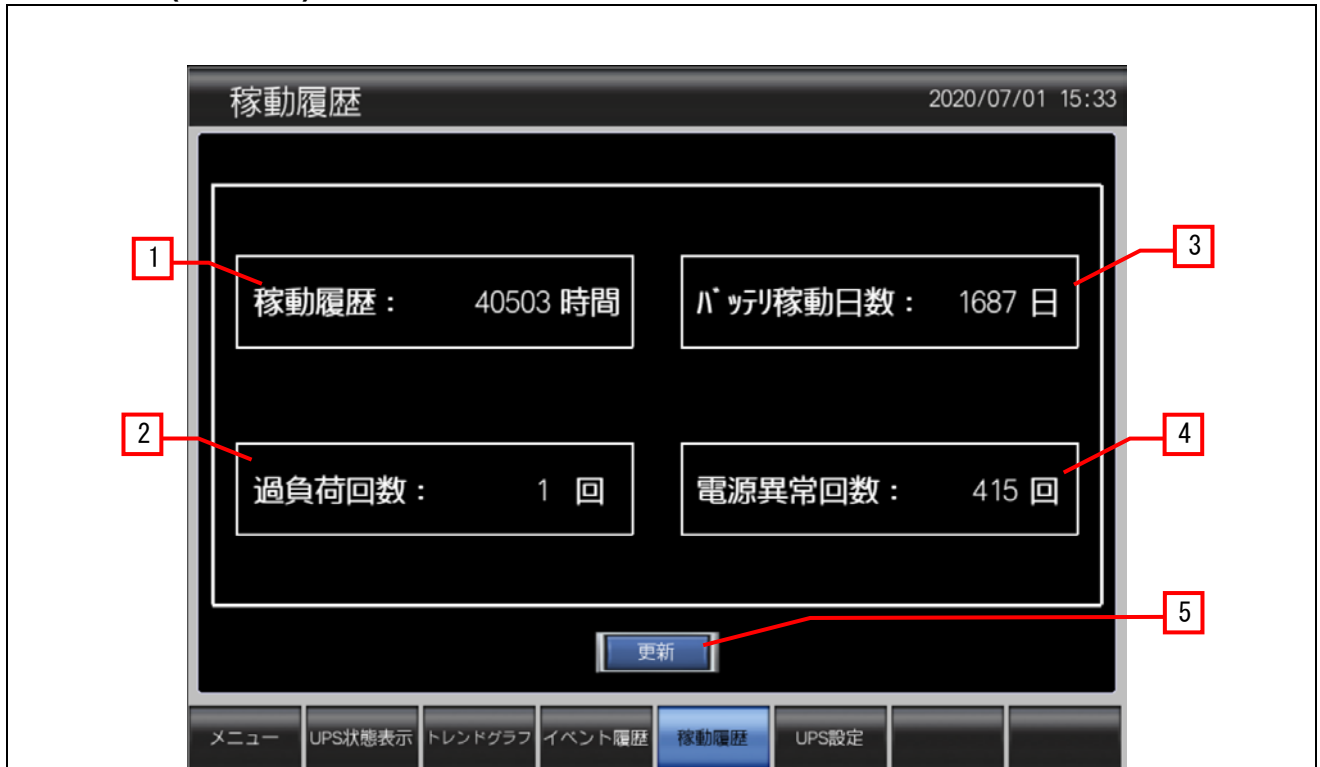 稼動履歴 2020/07/01 15:33
1
3
稼動履歴： 40503 時間 ﾊﾞｯﾃﾘ稼動日数： 1687 日
2
4
過負荷回数： 1 回 電源異常回数： 415 回
5
更新
メニュー UPS状態表示 トレンドグラフ イベント履歴 稼動履歴 UPS設定